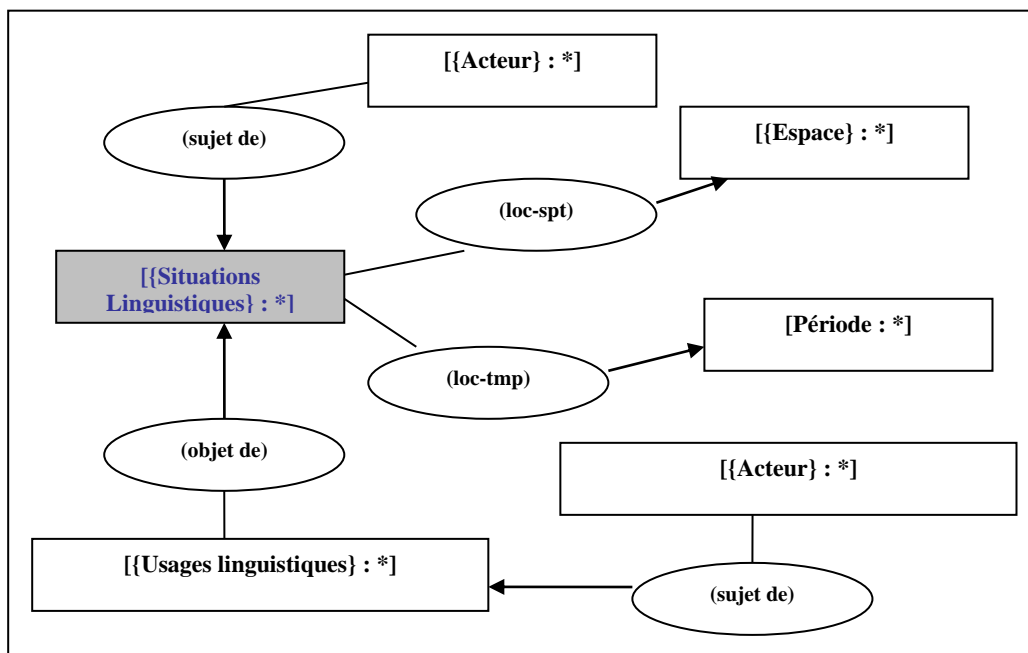 [{Acteur} : *]
(sujet de)
[{Espace} : *]
(loc-spt)
[{Situations
Linguistiques} : *]
[Période : *]
(loc-tmp)
(objet de)
[{Acteur} : *]
[{Usages linguistiques} : *]
(sujet de)